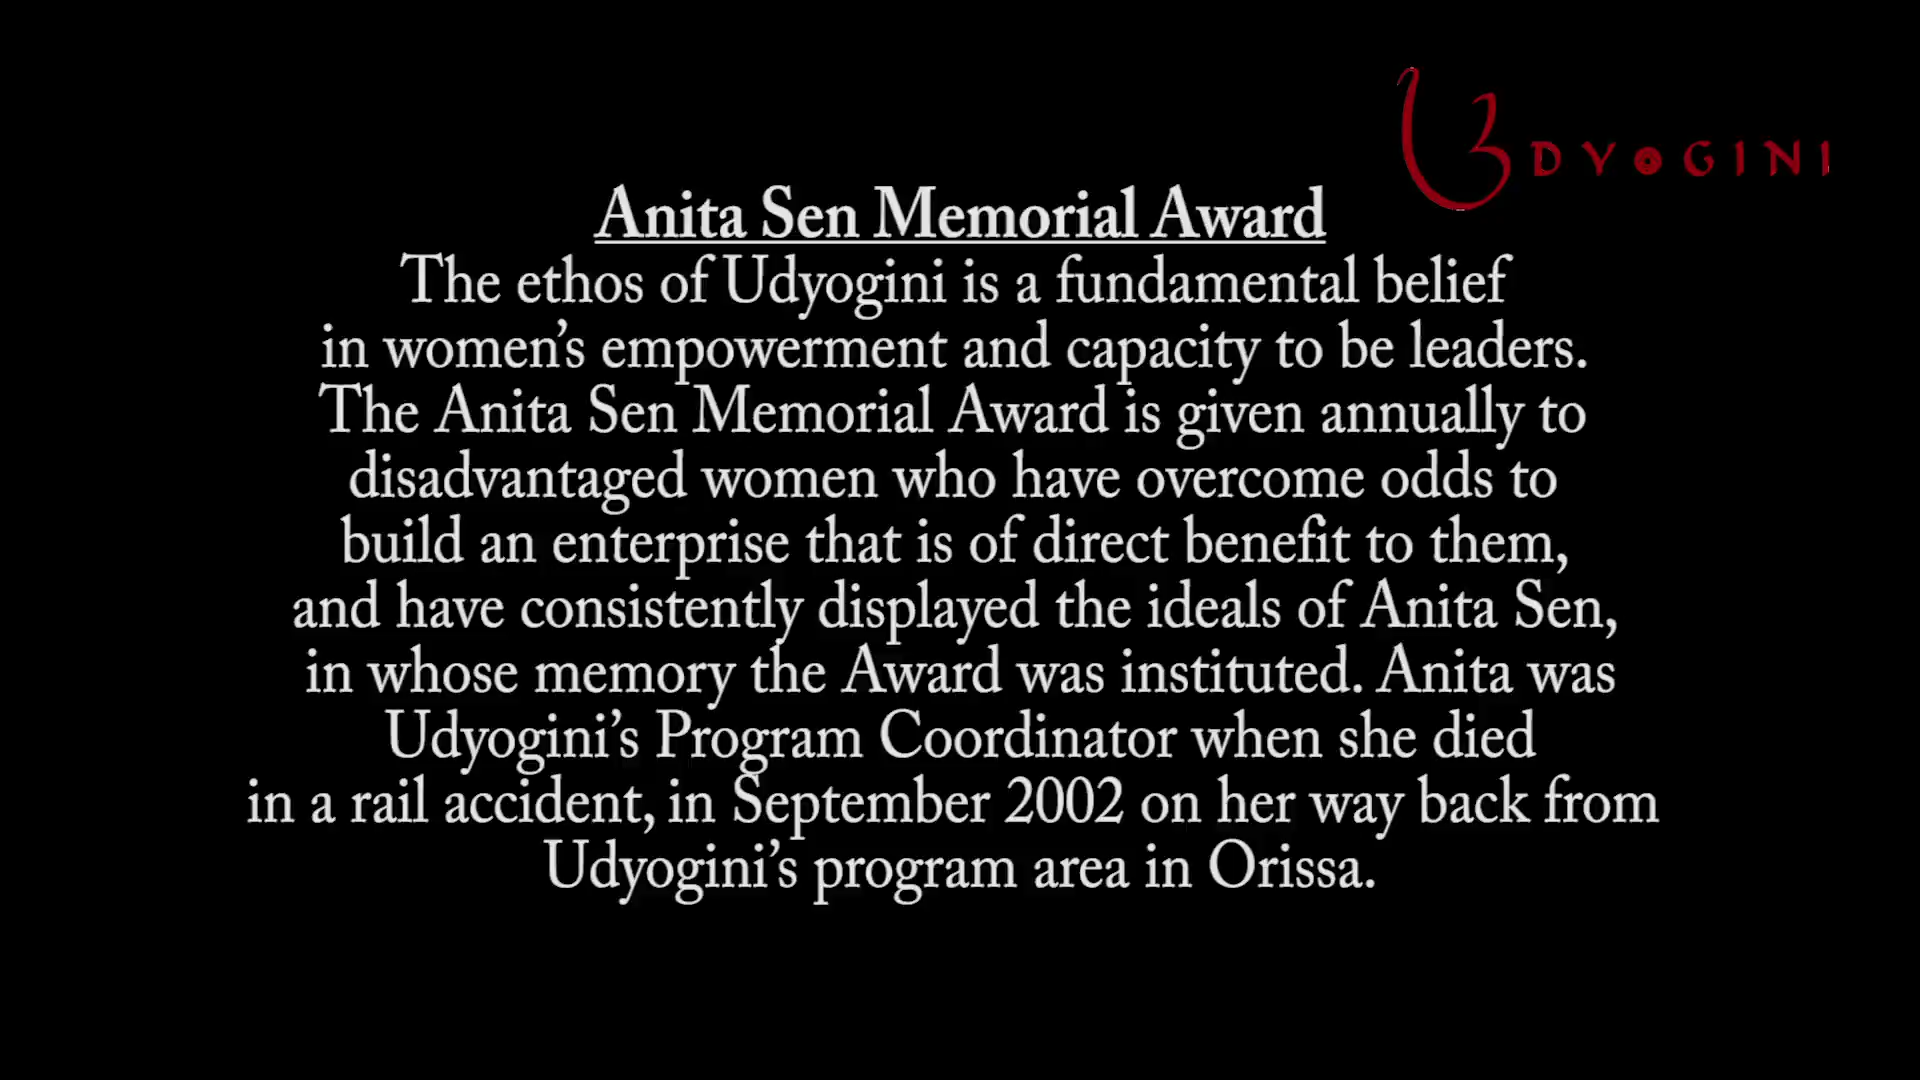 UDYOGINI
Anita Sen Memorial Award
The ethos of Udyogini is a fundamental belief
in women’s empowerment and capacity to be leaders.
The Anita Sen Memorial Award is given annually to
disadvantaged women who have overcome odds to
build an enterprise that is of direct benefit to them,
and have consistently displayed the ideals of Anita Sen,
in whose memory the Award was instituted. Anita was
Udyogini’s Program Coordinator when she died
in a rail accident, in September 2002 on her way back from
Udyogini’s program area in Orissa.